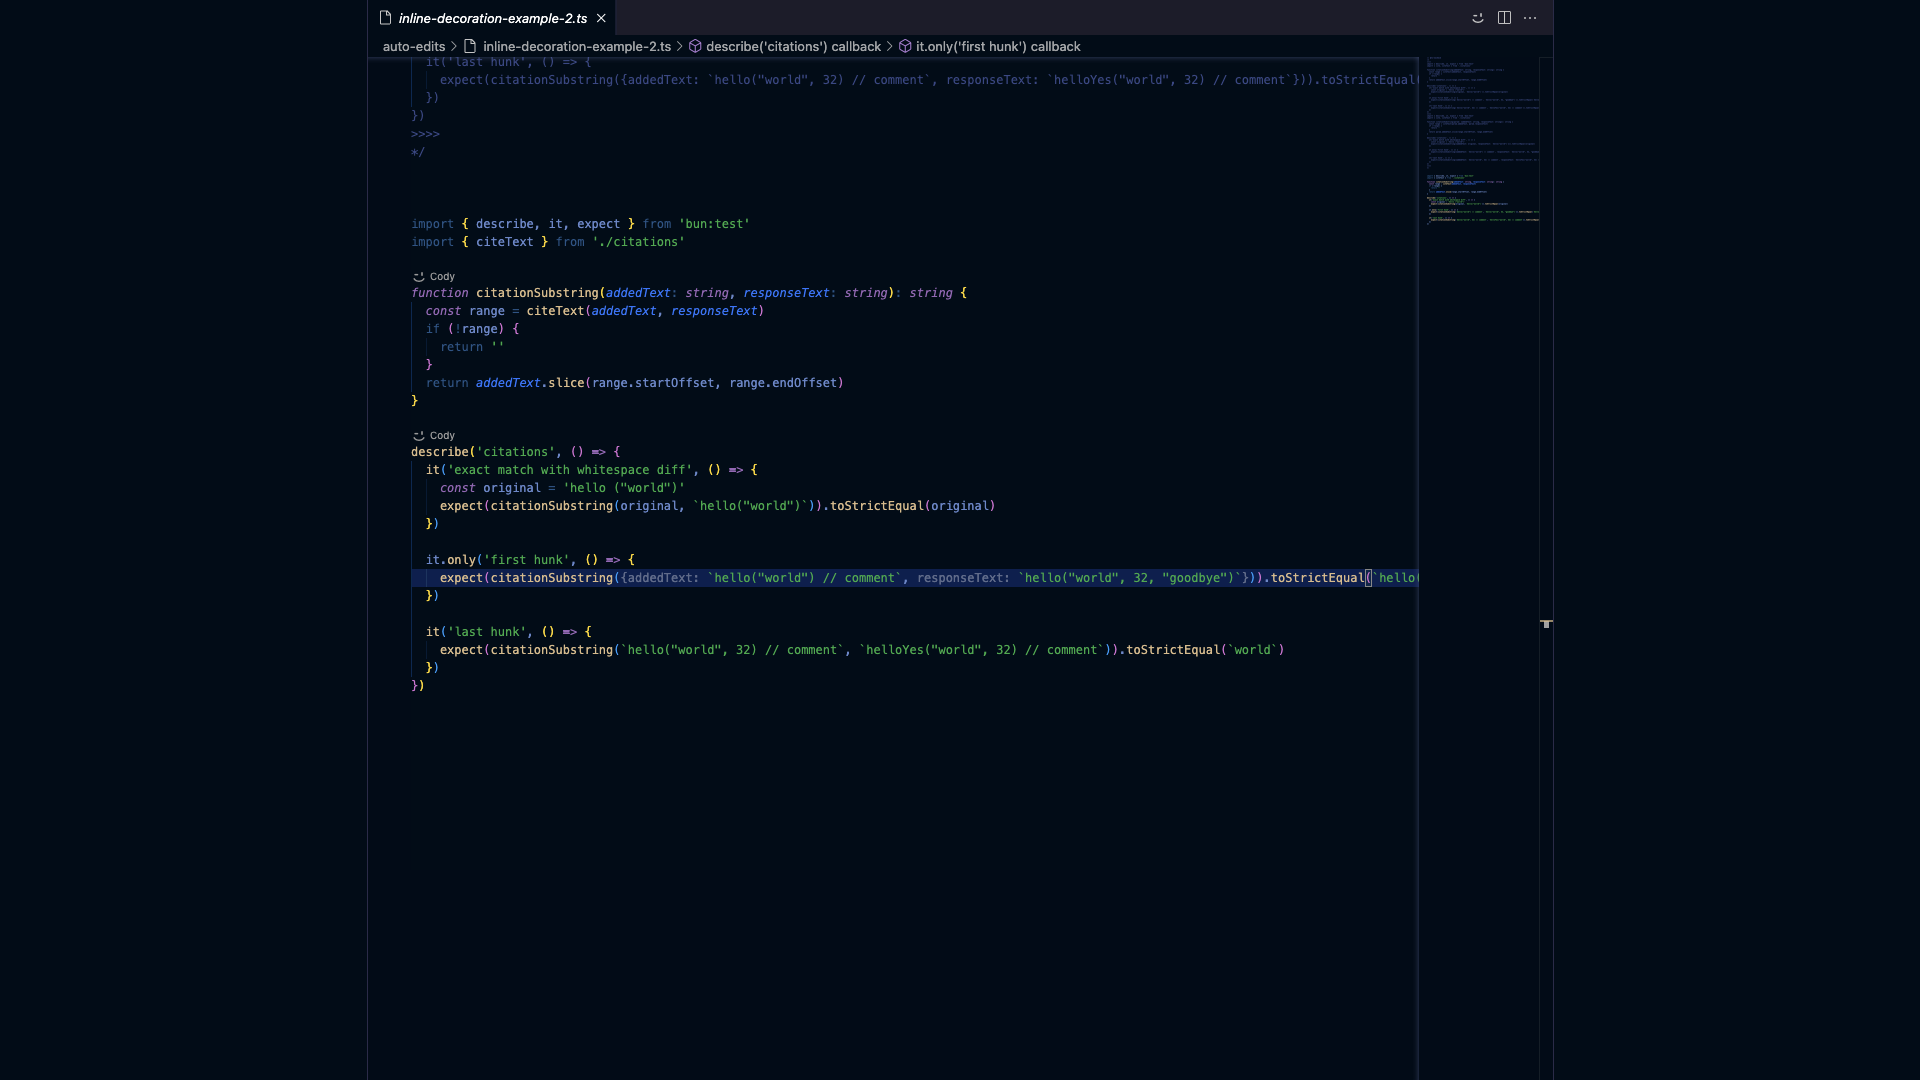 inline-decoration-example-2.ts
auto-edits > inline-decoration-example-2.ts > describe('citations') callback > it.only('first hunk') callback
it('last hunk', () => {
expect(citationSubstring({addedText: `hello("world", 32) // comment`, responseText: `helloYes("world", 32) // comment`})).toStrictEqual(
})
})
>>>>
*/
import { describe, it, expect } from 'bun:test'
import { citeText } from './citations'
Cody
function citationSubstring(addedText: string, responseText: string): string {
const range = citeText(addedText, responseText)
if (!range) {
return ''
}
return addedText.slice(range.startOffset, range.endOffset)
}
Cody
describe('citations', () => {
it('exact match with whitespace diff', () => {
const original = 'hello ("world")'
expect(citationSubstring(original, `hello("world")`)).toStrictEqual(original)
})
it.only('first hunk', () => {
expect(citationSubstring({addedText: `hello("world") // comment`, responseText: `hello("world", 32, "goodbye")`})).toStrictEqual(`hello(
})
it('last hunk', () => {
expect(citationSubstring(`hello("world", 32) // comment`, `helloYes("world", 32) // comment`)).toStrictEqual(`world`)
})
})